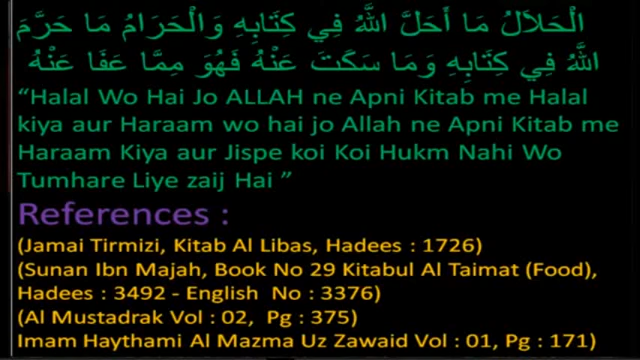 الْحَلَالُ مَا أَحَلَّ اللَّهُ فِي كِتَابِهِ وَالْحَرَامُ مَا حَرَّمَ
اللَّهُ فِي كِتَابِهِ وَمَا سَكَتَ عَنْهُ فَهُوَ مِمَّا عَفَا عَنْهُ
“Halal Wo Hai Jo ALLAH ne Apni Kitab me Halal
kiya aur Haraam wo hai jo Allah ne Apni Kitab me
Haraam Kiya aur Jispe koi Koi Hukm Nahi Wo
Tumhare Liye zaij Hai ”
References :
(Jamai Tirmizi, Kitab Al Libas, Hadees : 1726)
(Sunan Ibn Majah, Book No 29 Kitabul Al Taimat (Food),
Hadees : 3492 - English  No : 3376)
(Al Mustadrak Vol : 02,  Pg : 375)
Imam Haythami Al Mazma Uz Zawaid Vol : 01, Pg : 171)